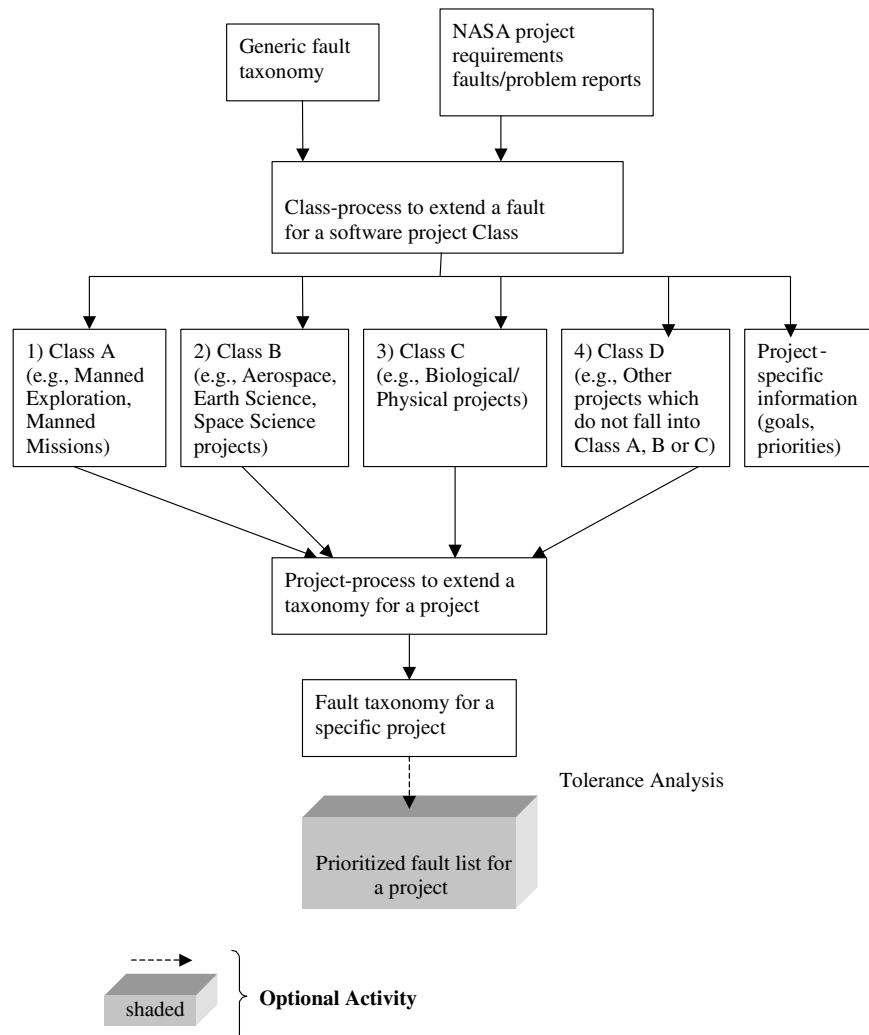 Generic fault
taxonomy
NASA project
requirements
faults/problem reports
Class-process to extend a fault
for a software project Class
1) Class A
(e.g., Manned
Exploration,
Manned
Missions)
2) Class B
(e.g., Aerospace,
Earth Science,
Space Science
projects)
3) Class C
(e.g., Biological/
Physical projects)
4) Class D
(e.g., Other
projects which
do not fall into
Class A, B or C)
Project-
specific
information
(goals,
priorities)
Project-process to extend a
taxonomy for a project
Fault taxonomy for a
specific project
Tolerance Analysis
Prioritized fault list for
a project
shaded
Optional Activity